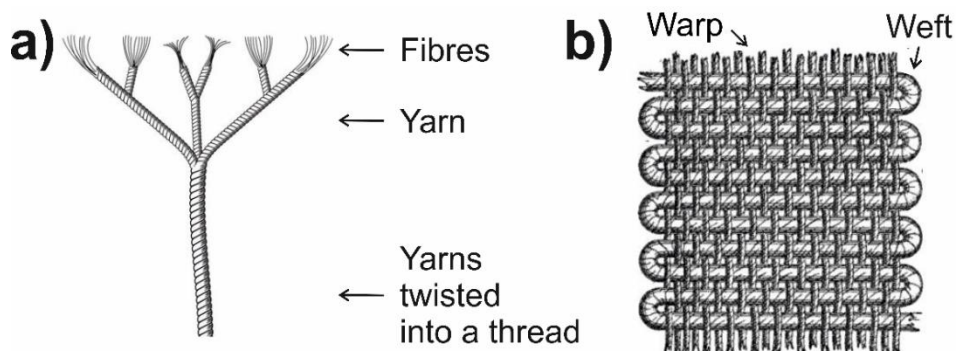 a)
Fibres
Yarn
Yarns
twisted
into a thread
b)
Warp
Weft